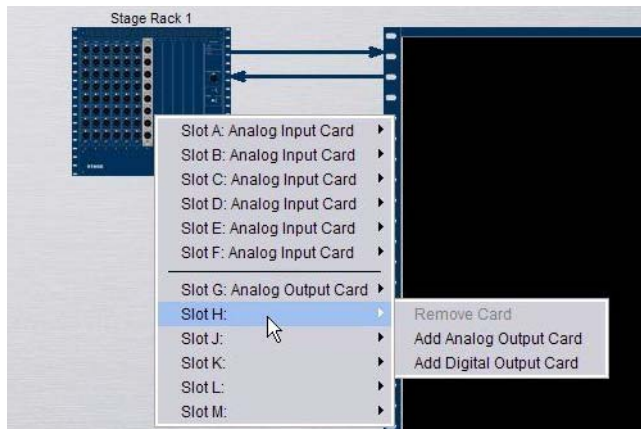 Stage Rack 1
STAGE
Slot A: Analog Input Card
Slot B: Analog Input Card
Slot C: Analog Input Card
Slot D: Analog Input Card
Slot E: Analog Input Card
Slot F: Analog Input Card
Slot G: Analog Output Card
Slot H:
Remove Card
Slot J:
Add Analog Output Card
Slot K:
Add Digital Output Card
Slot L:
Slot M: